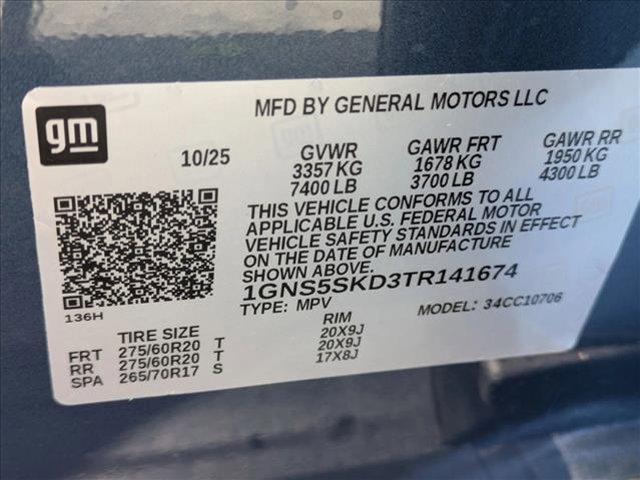 gm
MFD BY GENERAL MOTORS LLC
10/25 GVWR GAWR FRT GAWR RR
3357 KG 1678 KG 1950 KG
7400 LB 3700 LB 4300 LB
THIS VEHICLE CONFORMS TO ALL
APPLICABLE U.S. FEDERAL MOTOR
VEHICLE SAFETY STANDARDS IN EFFECT
ON THE DATE OF MANUFACTURE
SHOWN ABOVE.
1GNS5SKD3TR141674
136H
TYPE: MPV MODEL: 34CC10706
TIRE SIZE RIM
FRT 275/60R20 T 20X9J
RR 275/60R20 T 20X9J
SPA 265/70R17 S 17X8J